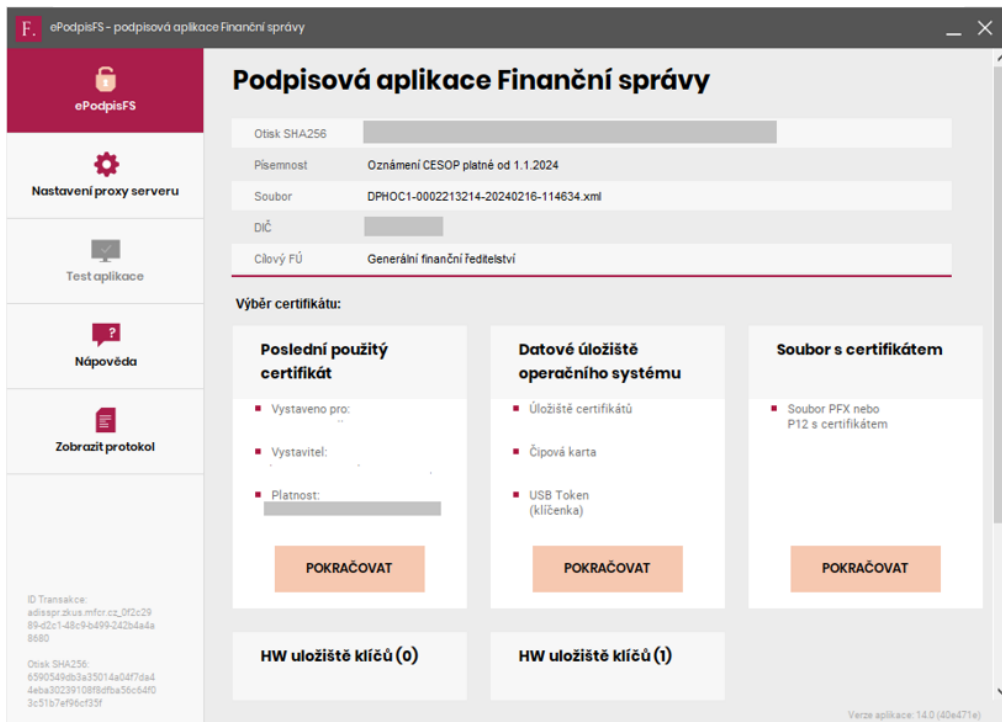 F. ePodpisFS - podpisová aplikace Finanční správy
ePodpisFS
Nastavení proxy serveru
Test aplikace
Nápověda
Zobrazit protokol
ID Transakce:
adisspr.zkus.mfcr.cz_0f2c29
89-d2c1-48c9-b499-242b4a4a
8680
Otisk SHA256:
6590549db3a35014a04f7da4
4eba30239108f8dfba56c64f0
3c51b7ef96cf35f
Podpisová aplikace Finanční správy
Otisk SHA256
Písemnost Oznámení CESOP platné od 1.1.2024
Soubor DPHOC1-0002213214-20240216-114634.xml
DIČ
Cílový FÚ Generální finanční ředitelství
Výběr certifikátu:
Poslední použitý
certifikát
Vystaveno pro:
Vystavitel:
Platnost:
POKRAČOVAT
Datové úložiště
operačního systému
Úložiště certifikátů
Čipová karta
USB Token
(klíčenka)
POKRAČOVAT
Soubor s certifikátem
Soubor PFX nebo
P12 s certifikátem
POKRAČOVAT
HW uložiště klíčů (0)
HW uložiště klíčů (1)
Verze aplikace: 14.0 (40e471e)